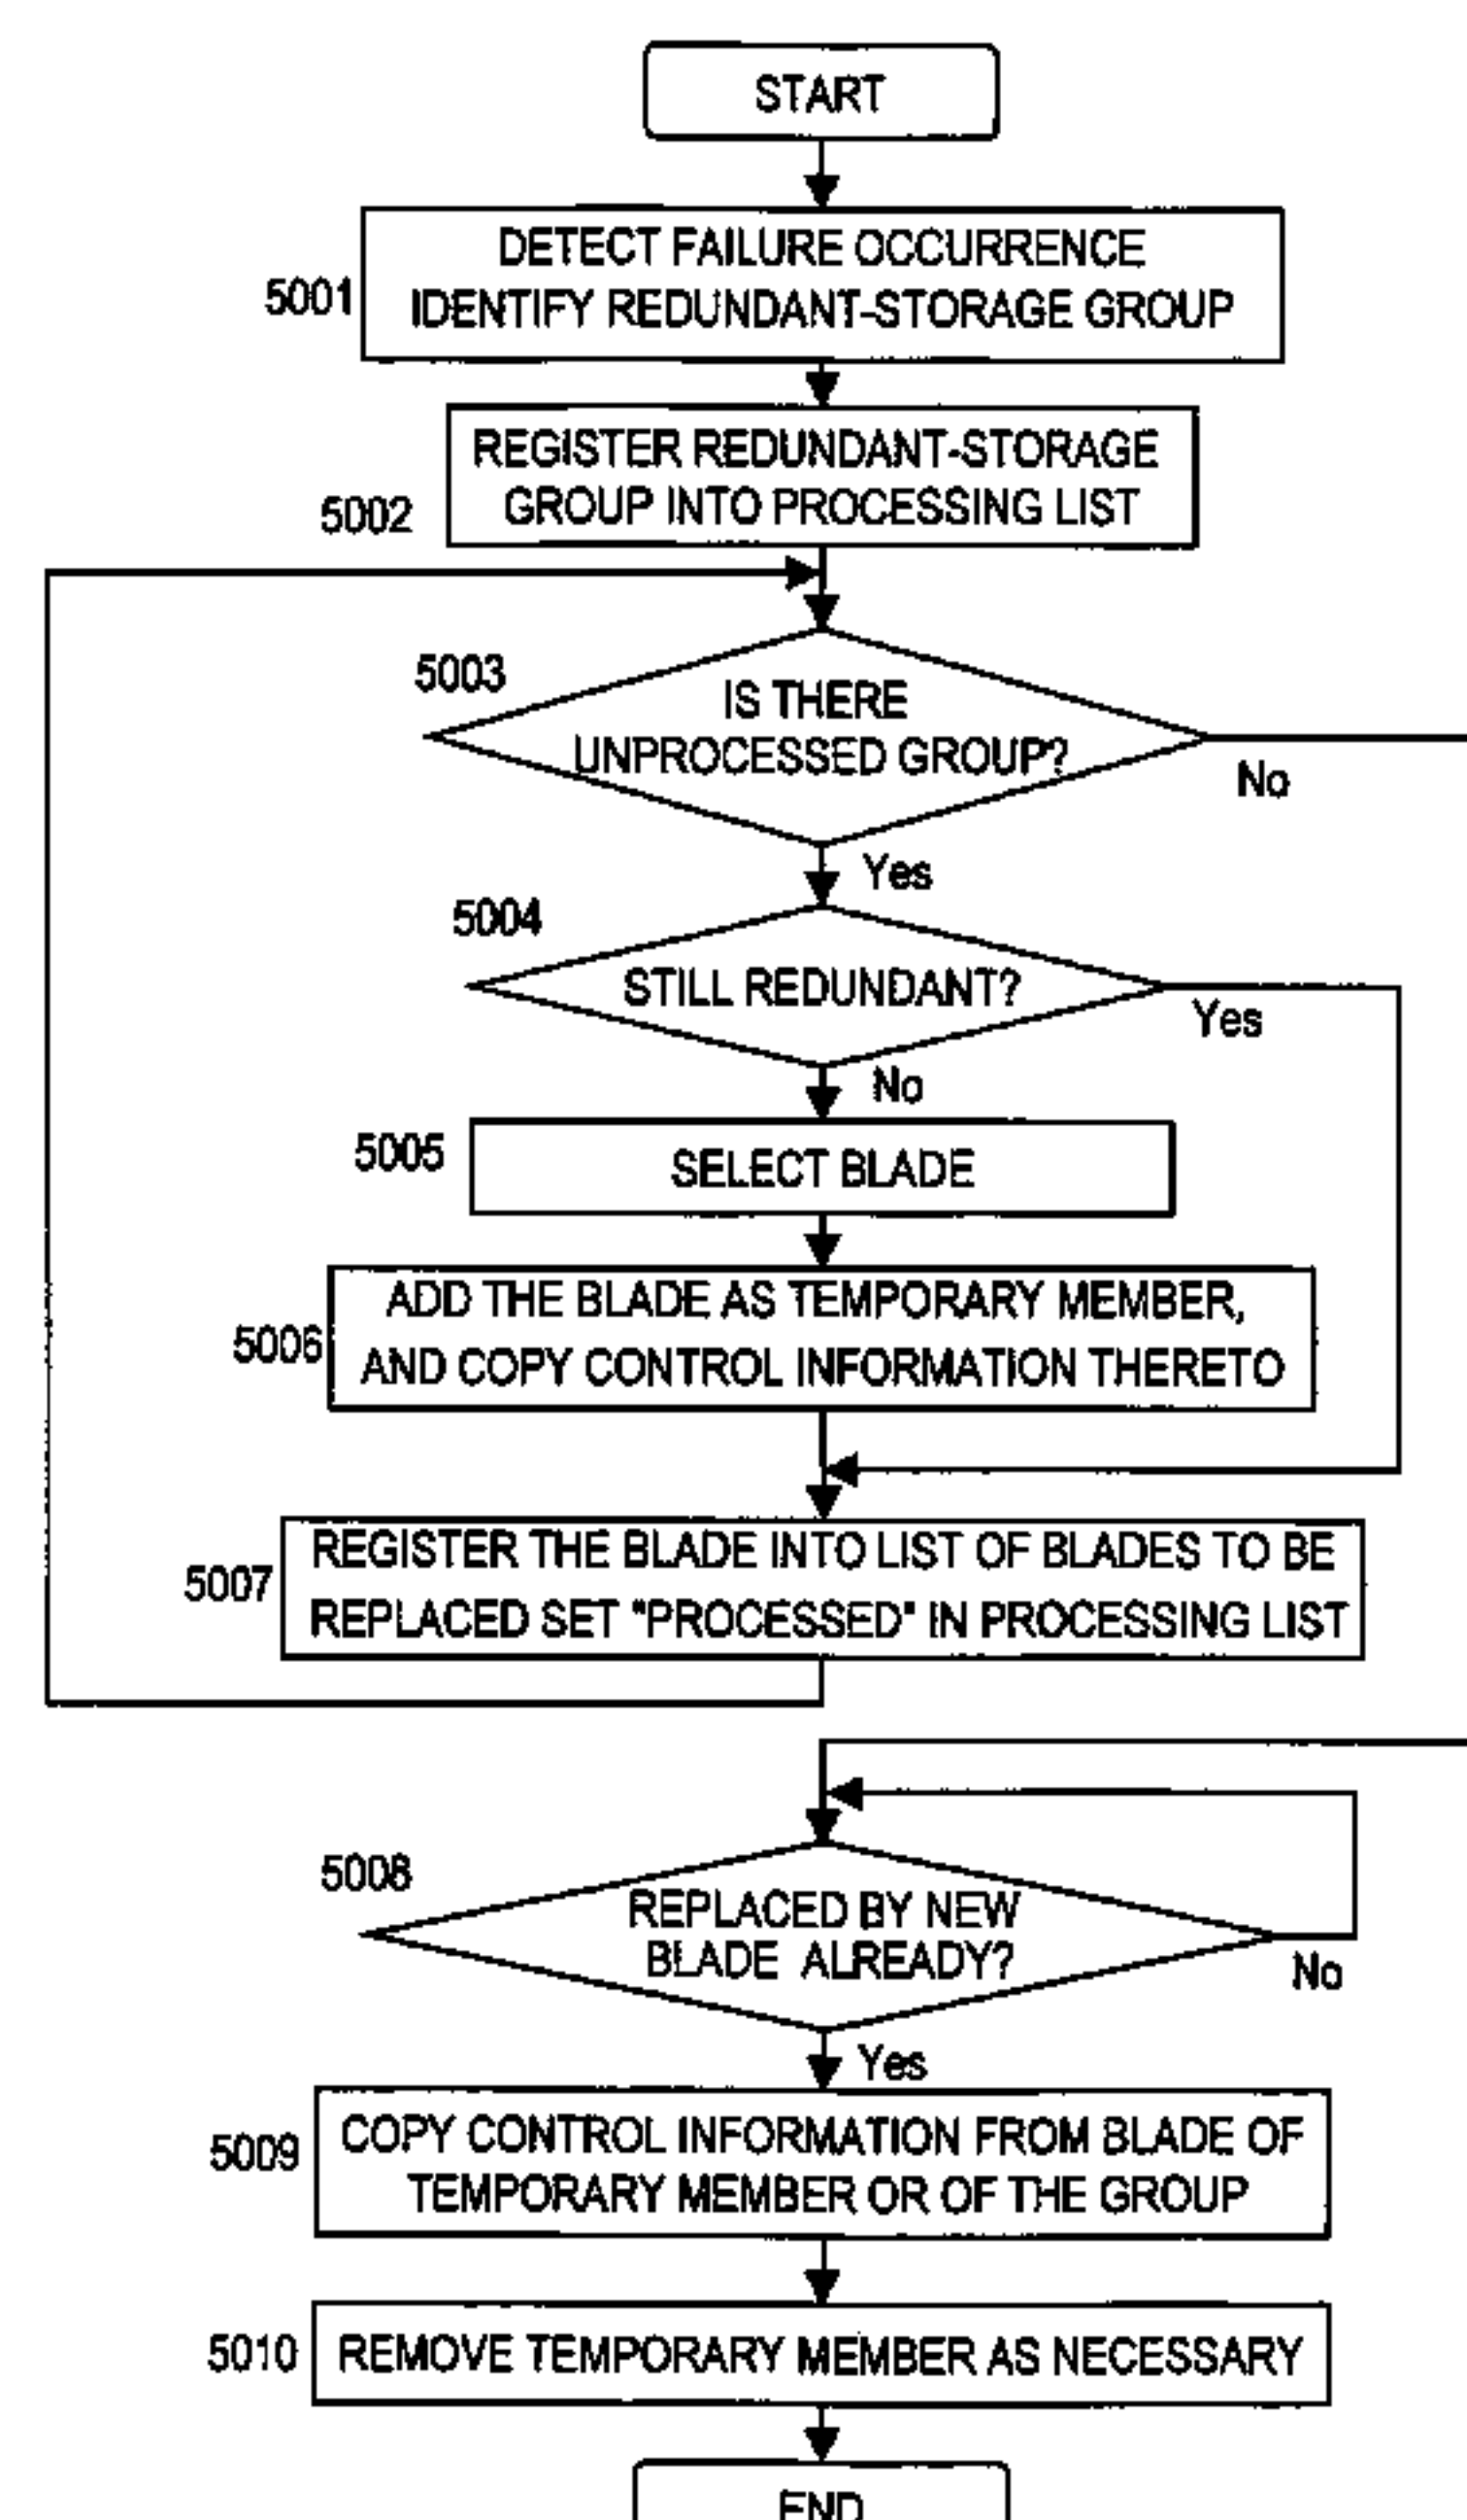 START
5001
DETECT FAILURE OCCURRENCE
IDENTIFY REDUNDANT-STORAGE GROUP
5002
REGISTER REDUNDANT-STORAGE
GROUP INTO PROCESSING LIST
5003
IS THERE
UNPROCESSED GROUP?
No
Yes
5004
STILL REDUNDANT?
Yes
No
5005
SELECT BLADE
5006
ADD THE BLADE AS TEMPORARY MEMBER,
AND COPY CONTROL INFORMATION THERETO
5007
REGISTER THE BLADE INTO LIST OF BLADES TO BE
REPLACED SET "PROCESSED" IN PROCESSING LIST
5008
REPLACED BY NEW
BLADE ALREADY?
No
Yes
5009
COPY CONTROL INFORMATION FROM BLADE OF
TEMPORARY MEMBER OR OF THE GROUP
5010
REMOVE TEMPORARY MEMBER AS NECESSARY
END